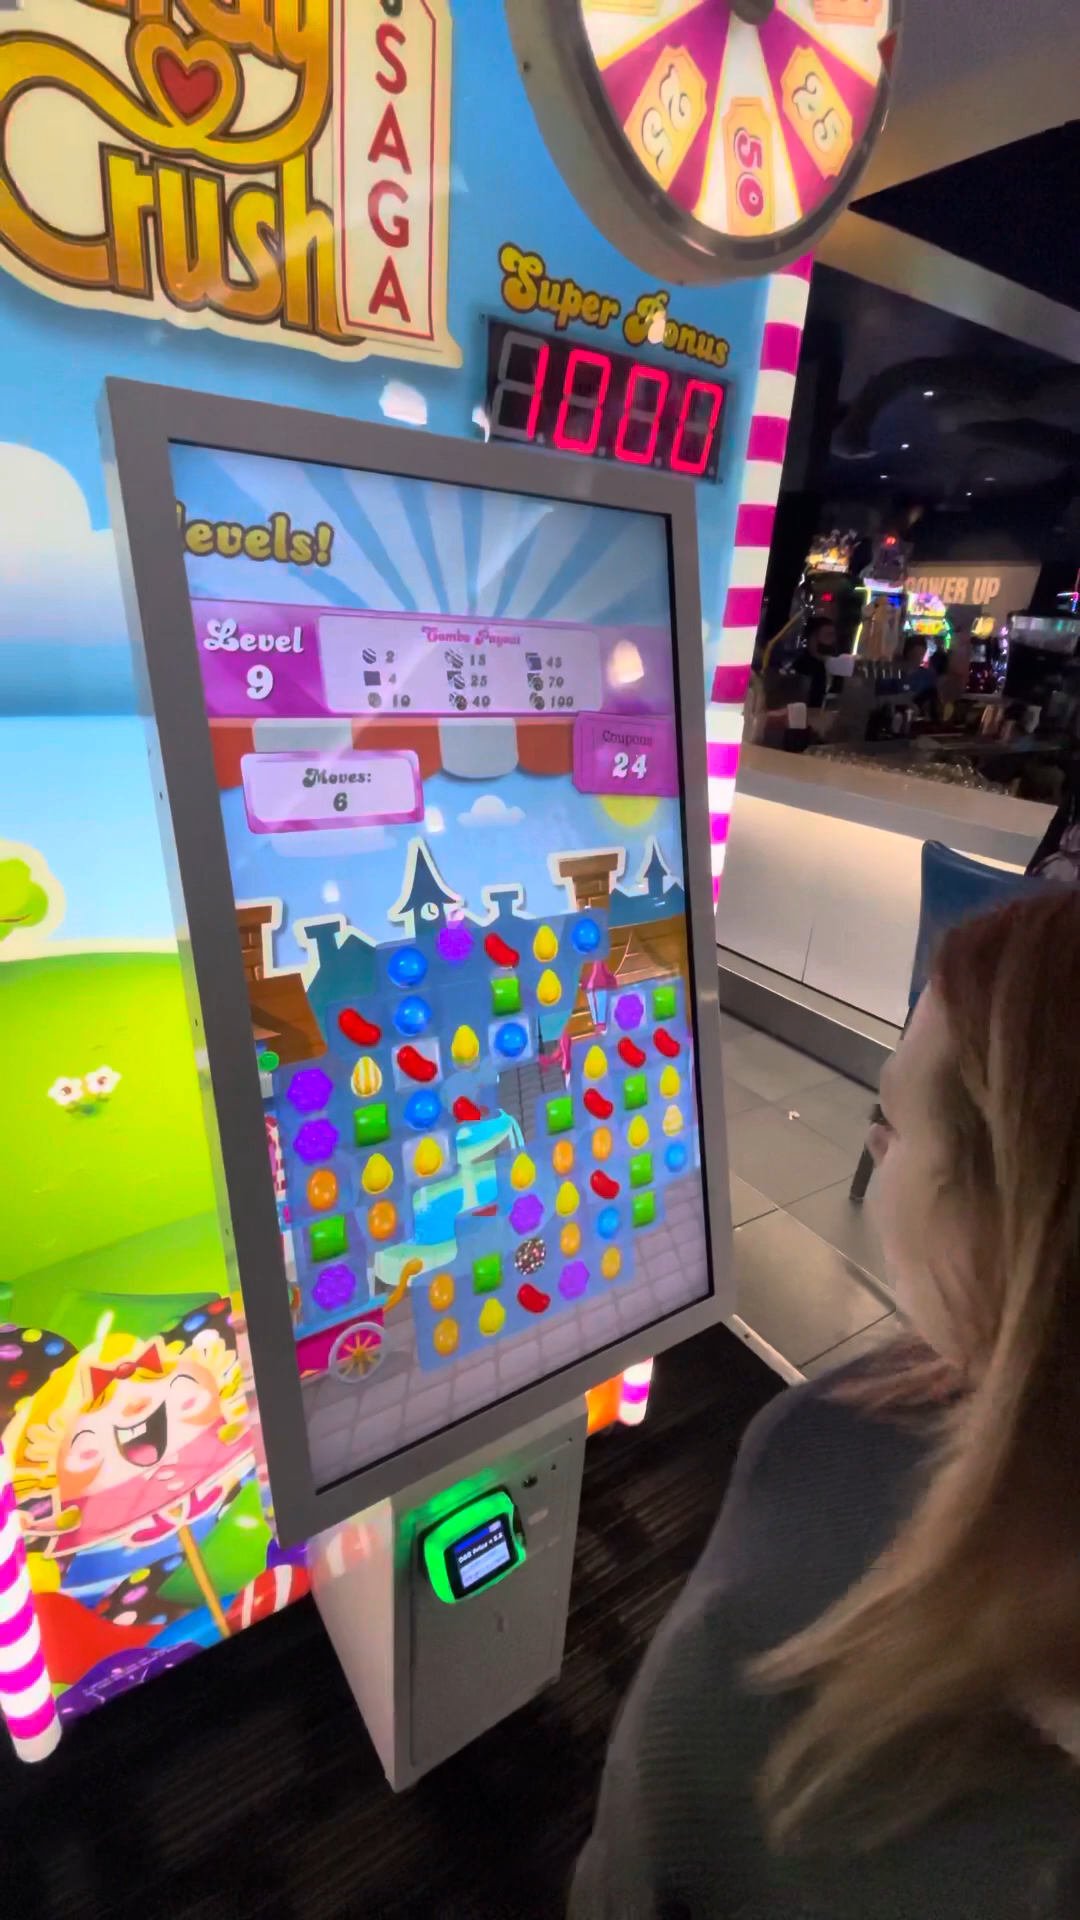 Crush
SAGA
25
50
25
Super Bonus
1000
levels!
POWER UP
Level
9
Combo Payout
2 15 45
4 25 70
10 40 100
Coupons
24
Moves:
6